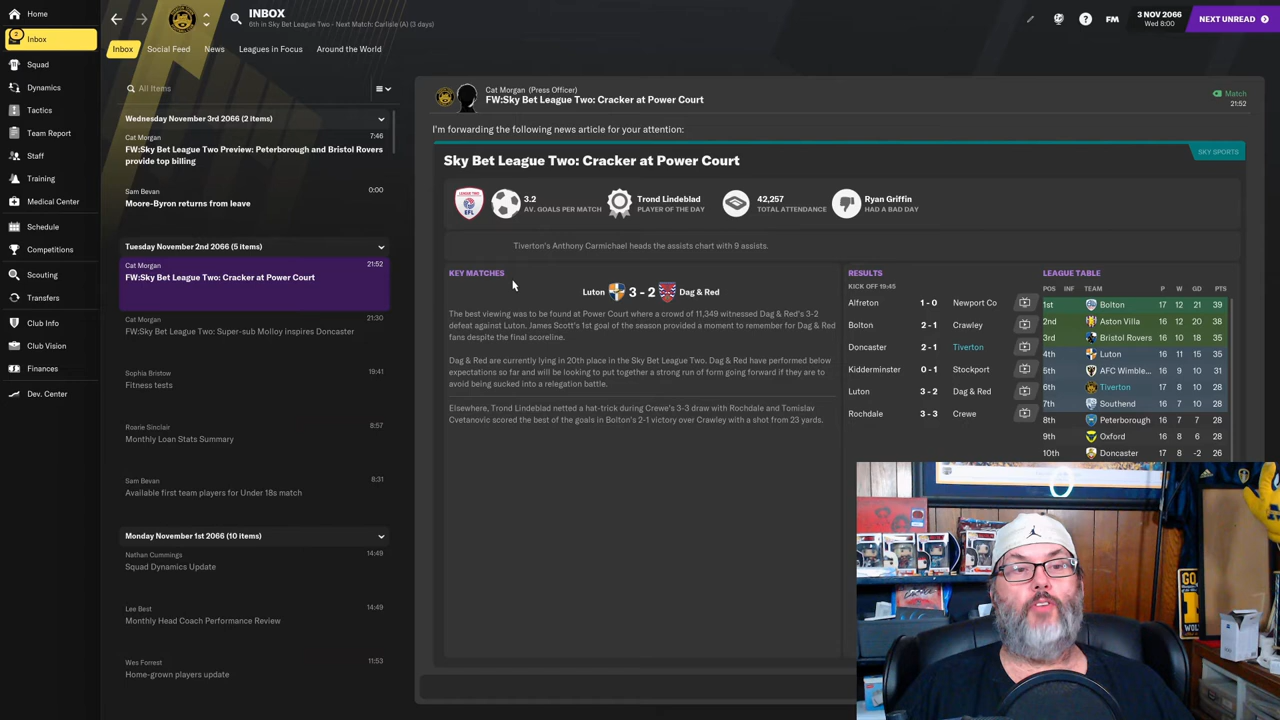 Home
Inbox
2
Squad
Dynamics
Tactics
Team Report
Staff
Training
Medical Center
Schedule
Competitions
Scouting
Transfers
Club Info
Club Vision
Finances
Dev. Center
INBOX
6th in Sky Bet League Two - Next Match: Carlisle (A) (3 days)
FM
3 NOV 2066
Wed 8:00
NEXT UNREAD
Inbox
Social Feed
News
Leagues in Focus
Around the World
All Items
Wednesday November 3rd 2066 (2 items)
Cat Morgan 7:46
FW:Sky Bet League Two Preview: Peterborough and Bristol Rovers
provide top billing
Sam Bevan 0:00
Moore-Byron returns from leave
Tuesday November 2nd 2066 (5 items)
Cat Morgan 21:52
FW:Sky Bet League Two: Cracker at Power Court
Cat Morgan 21:30
FW:Sky Bet League Two: Super-sub Molloy inspires Doncaster
Sophia Bristow 19:41
Fitness tests
Roarie Sinclair 8:57
Monthly Loan Stats Summary
Sam Bevan 8:31
Available first team players for Under 18s match
Monday November 1st 2066 (10 items)
Nathan Cummings 14:49
Squad Dynamics Update
Lee Best 14:49
Monthly Head Coach Performance Review
Wes Forrest 11:53
Home-grown players update
Cat Morgan (Press Officer)
FW:Sky Bet League Two: Cracker at Power Court
Match
21:52
I'm forwarding the following news article for your attention:
Sky Bet League Two: Cracker at Power Court
SKY SPORTS
EFL
3.2
AV. GOALS PER MATCH
Trond Lindeblad
PLAYER OF THE DAY
42,257
TOTAL ATTENDANCE
Ryan Griffin
HAD A BAD DAY
Tiverton's Anthony Carmichael heads the assists chart with 9 assists.
KEY MATCHES
Luton 3 - 2 Dag & Red
The best viewing was to be found at Power Court where a crowd of 11,349 witnessed Dag & Red's 3-2
defeat against Luton. James Scott's 1st goal of the season provided a moment to remember for Dag & Red
fans despite the final scoreline.
Dag & Red are currently lying in 20th place in the Sky Bet League Two. Dag & Red have performed below
expectations so far and will be looking to put together a strong run of form going forward if they are to
avoid being sucked into a relegation battle.
Elsewhere, Trond Lindeblad netted a hat-trick during Crewe's 3-3 draw with Rochdale and Tomislav
Cvetanovic scored the best of the goals in Bolton's 2-1 victory over Crawley with a shot from 23 yards.
RESULTS
KICK OFF 19:45
Alfreton 1 - 0 Newport Co
Bolton 2 - 1 Crawley
Doncaster 2 - 1 Tiverton
Kidderminster 0 - 1 Stockport
Luton 3 - 2 Dag & Red
Rochdale 3 - 3 Crewe
LEAGUE TABLE
POS INF TEAM P W GD PTS
1st Bolton 17 12 21 39
2nd Aston Villa 16 12 20 38
3rd Bristol Rovers 16 10 18 35
4th Luton 16 11 15 35
5th AFC Wimble... 16 9 10 31
6th Tiverton 17 8 10 28
7th Southend 16 7 10 28
8th Peterborough 16 7 7 28
9th Oxford 16 8 6 28
10th Doncaster 17 8 -2 26